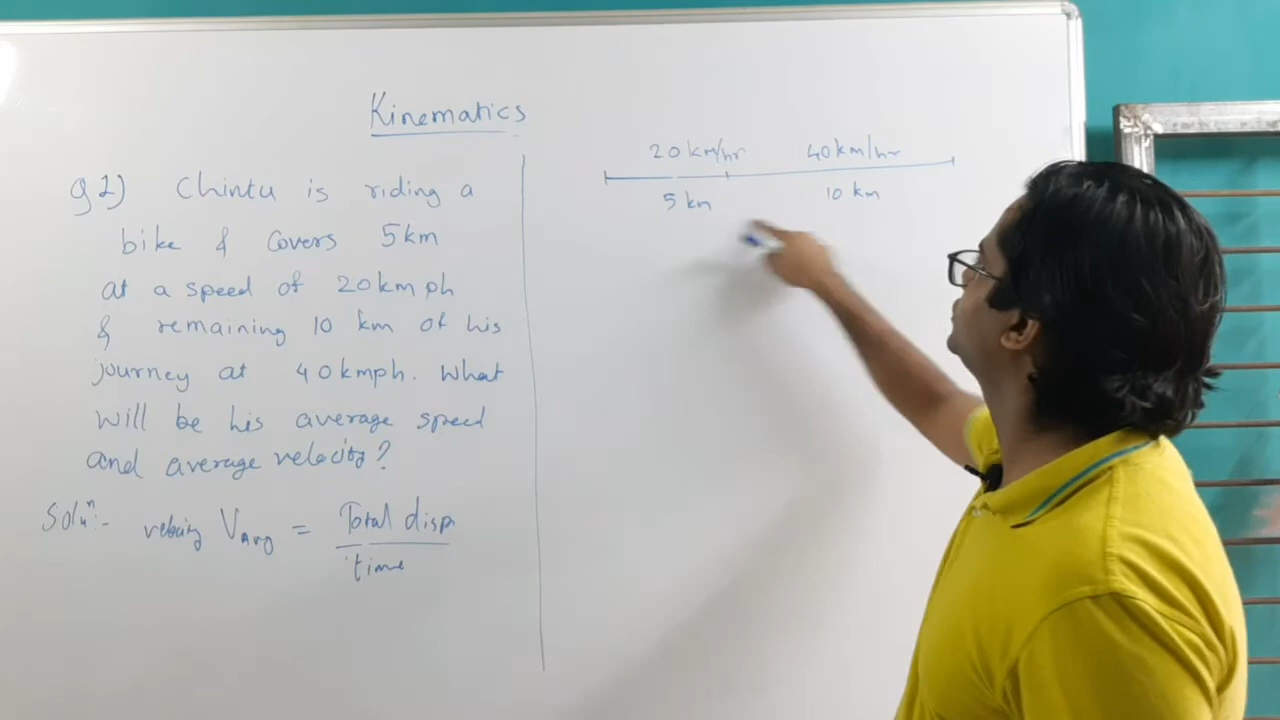 Kinematics
Q 1) Chintu is riding a
bike & Covers 5km
at a speed of 20kmph
& remaining 10 km of his
journey at 40kmph. What
will be his average speed
and average velocity?
Soluⁿ:- velocity VAvg = Total disp
time
20km/hr 40km/hr
5 km 10 km